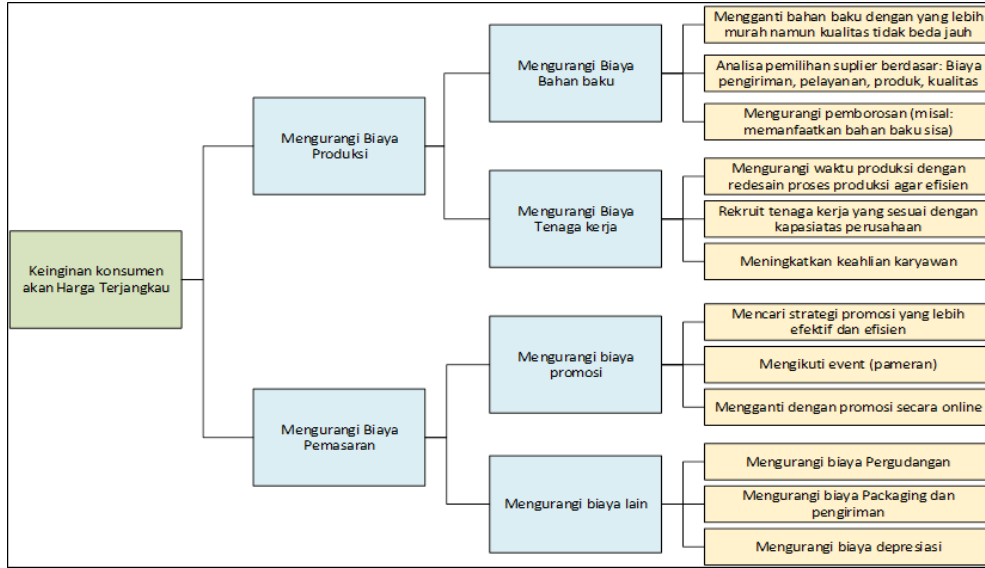 Keinginan konsumen
akan Harga Terjangkau
Mengurangi Biaya
Produksi
Mengurangi Biaya
Bahan baku
Mengganti bahan baku dengan yang lebih
murah namun kualitas tidak beda jauh
Analisa pemilihan suplier berdasar: Biaya
pengiriman, pelayanan, produk, kualitas
Mengurangi pemborosan (misal:
memanfaatkan bahan baku sisa)
Mengurangi Biaya
Tenaga kerja
Mengurangi waktu produksi dengan
redesain proses produksi agar efisien
Rekruit tenaga kerja yang sesuai dengan
kapasiatas perusahaan
Meningkatkan keahlian karyawan
Mengurangi Biaya
Pemasaran
Mengurangi biaya
promosi
Mencari strategi promosi yang lebih
efektif dan efisien
Mengikuti event (pameran)
Mengganti dengan promosi secara online
Mengurangi biaya lain
Mengurangi biaya Pergudangan
Mengurangi biaya Packaging dan
pengiriman
Mengurangi biaya depresiasi